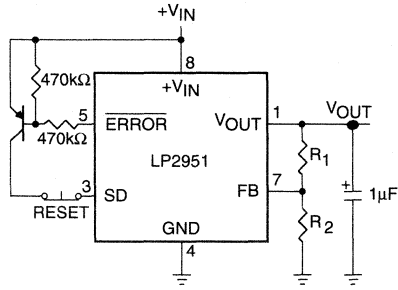 +VIN
8
470kΩ
+VIN
5
ERROR
VOUT
1
VOUT
470kΩ
R1
LP2951
3
SD
FB
7
+
1µF
RESET
R2
GND
4